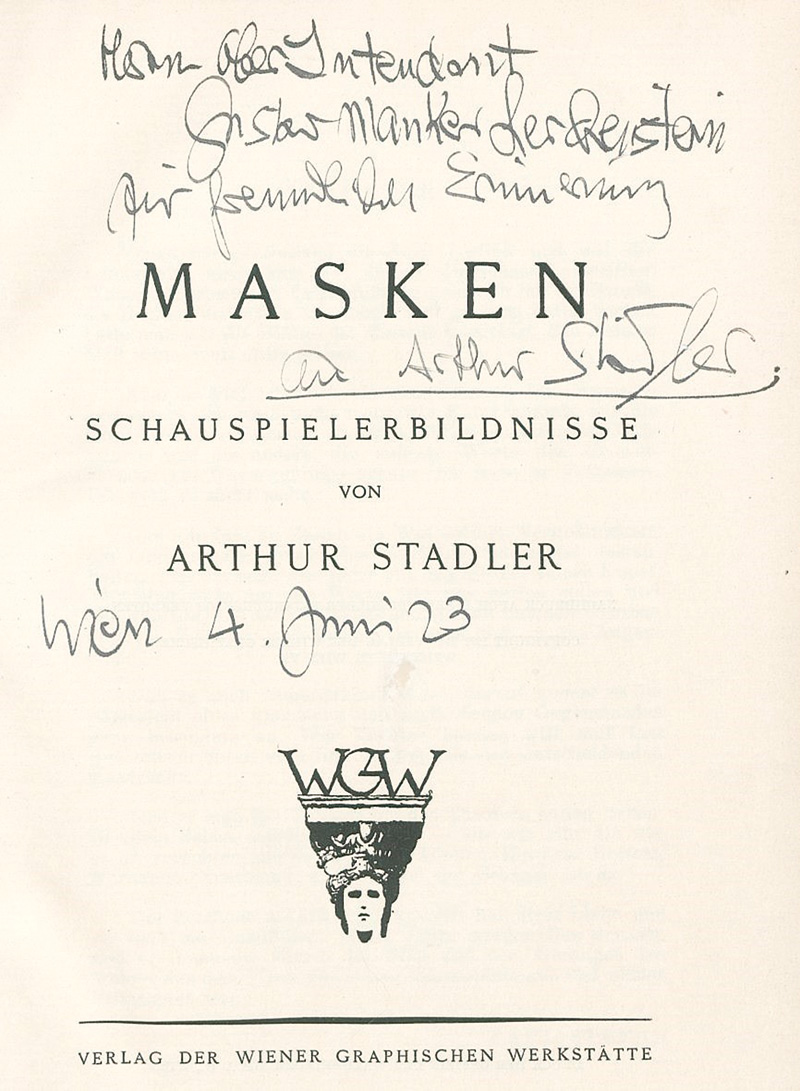 Herrn Ober Intendant
Gustav Manker
zur freundlichen Erinnerung
MASKEN
an Arthur Stadler.
SCHAUSPIELERBILDNISSE
VON
ARTHUR STADLER
Wien 4. Juni 23
WGW
VERLAG DER WIENER GRAPHISCHEN WERKSTÄTTE